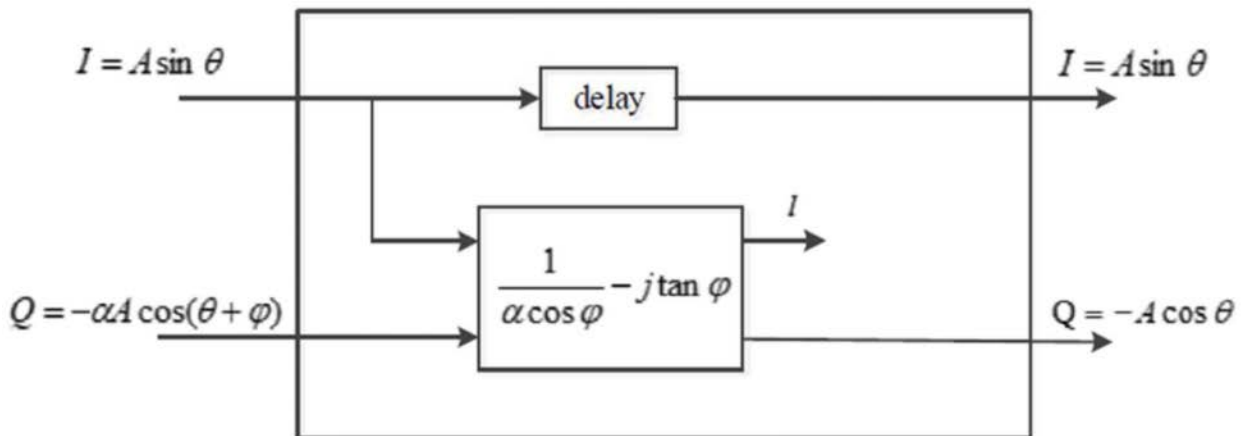 I = A sin θ
delay
I = A sin θ
I
1/(α cos φ) − j tan φ
Q = −αA cos(θ + φ)
Q = −A cos θ